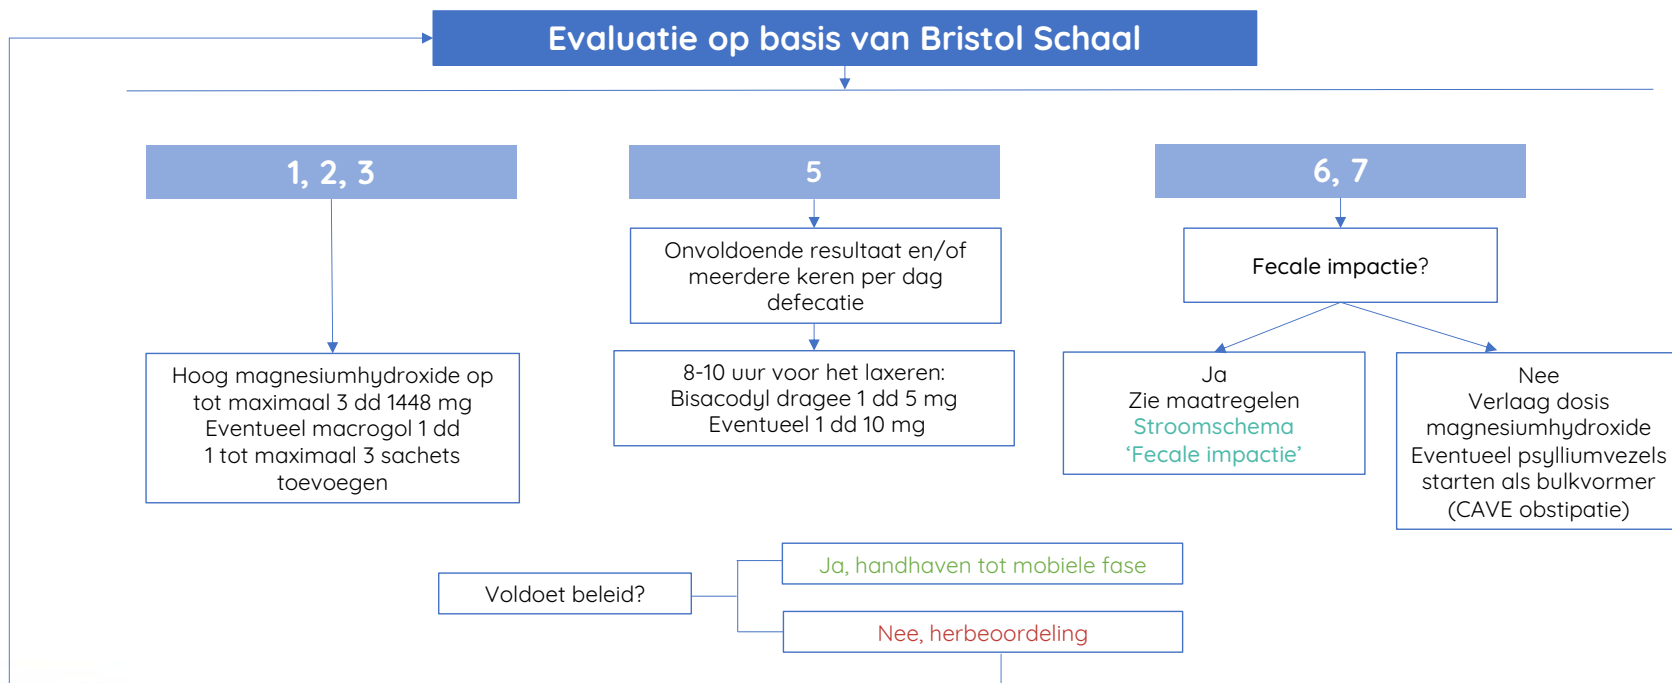 Evaluatie op basis van Bristol Schaal
1, 2, 3
Hoog magnesiumhydroxide op
tot maximaal 3 dd 1448 mg
Eventueel macrogol 1 dd
1 tot maximaal 3 sachets
toevoegen
5
Onvoldoende resultaat en/of
meerdere keren per dag
defecatie
8-10 uur voor het laxeren:
Bisacodyl dragee 1 dd 5 mg
Eventueel 1 dd 10 mg
6, 7
Fecale impactie?
Ja
Zie maatregelen
Stroomschema
‘Fecale impactie’
Nee
Verlaag dosis
magnesiumhydroxide
Eventueel psylliumvezels
starten als bulkvormer
(CAVE obstipatie)
Voldoet beleid?
Ja, handhaven tot mobiele fase
Nee, herbeoordeling